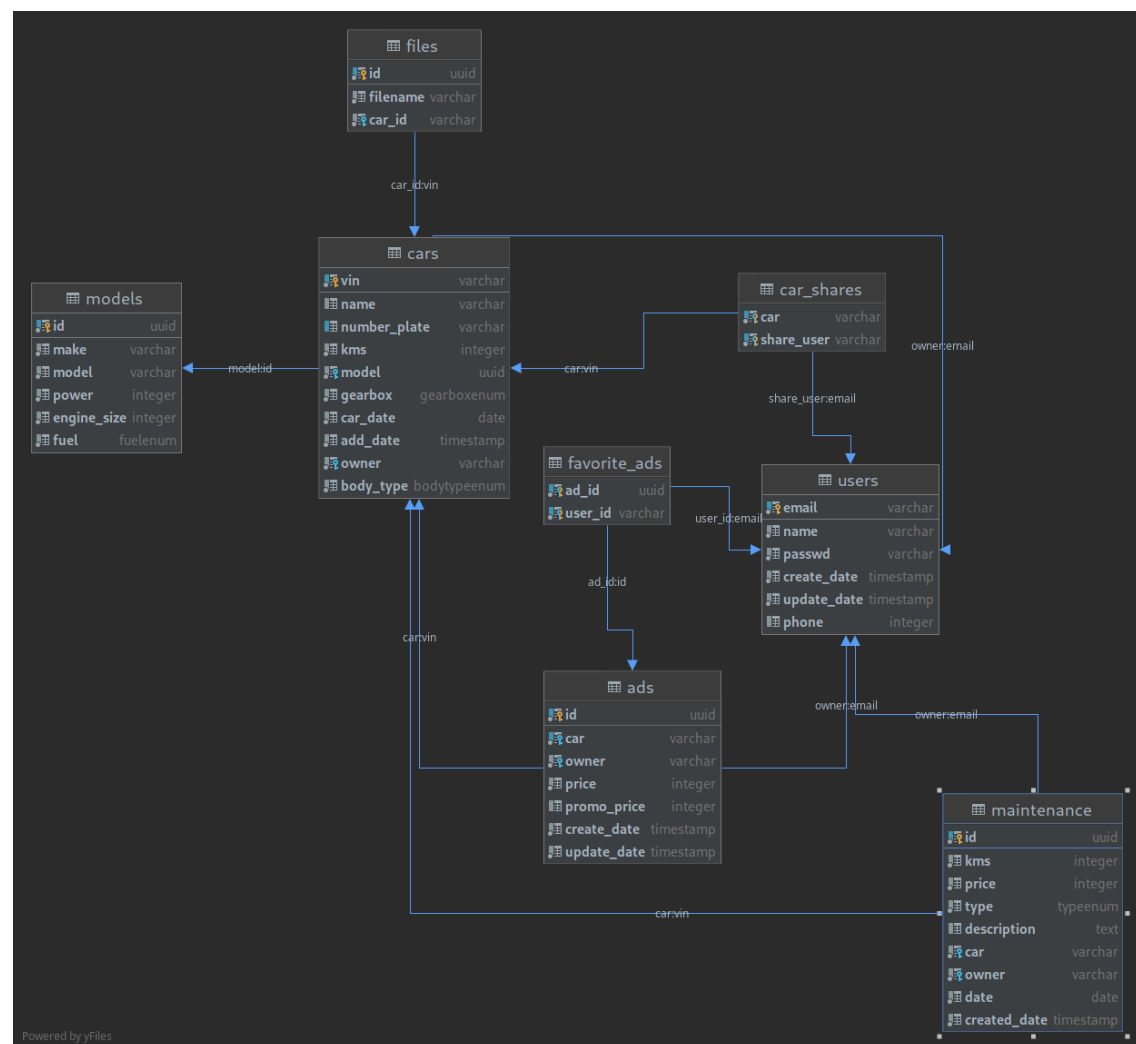 files
id uuid
filename varchar
car_id varchar
car_id:vin
cars
vin varchar
name varchar
number_plate varchar
kms integer
model uuid
gearbox gearboxenum
car_date date
add_date timestamp
owner varchar
body_type bodytypeenum
models
id uuid
make varchar
model varchar
power integer
engine_size integer
fuel fuelenum
model:id
car_shares
car varchar
share_user varchar
owner:email
car:vin
share_user:email
favorite_ads
ad_id uuid
user_id varchar
user_id:email
users
email varchar
name varchar
passwd varchar
create_date timestamp
update_date timestamp
phone integer
ad_id:id
car:vin
ads
id uuid
car varchar
owner varchar
price integer
promo_price integer
create_date timestamp
update_date timestamp
owner:email
owner:email
maintenance
id uuid
kms integer
price integer
type typeenum
description text
car varchar
owner varchar
date date
created_date timestamp
car:vin
Powered by yFiles